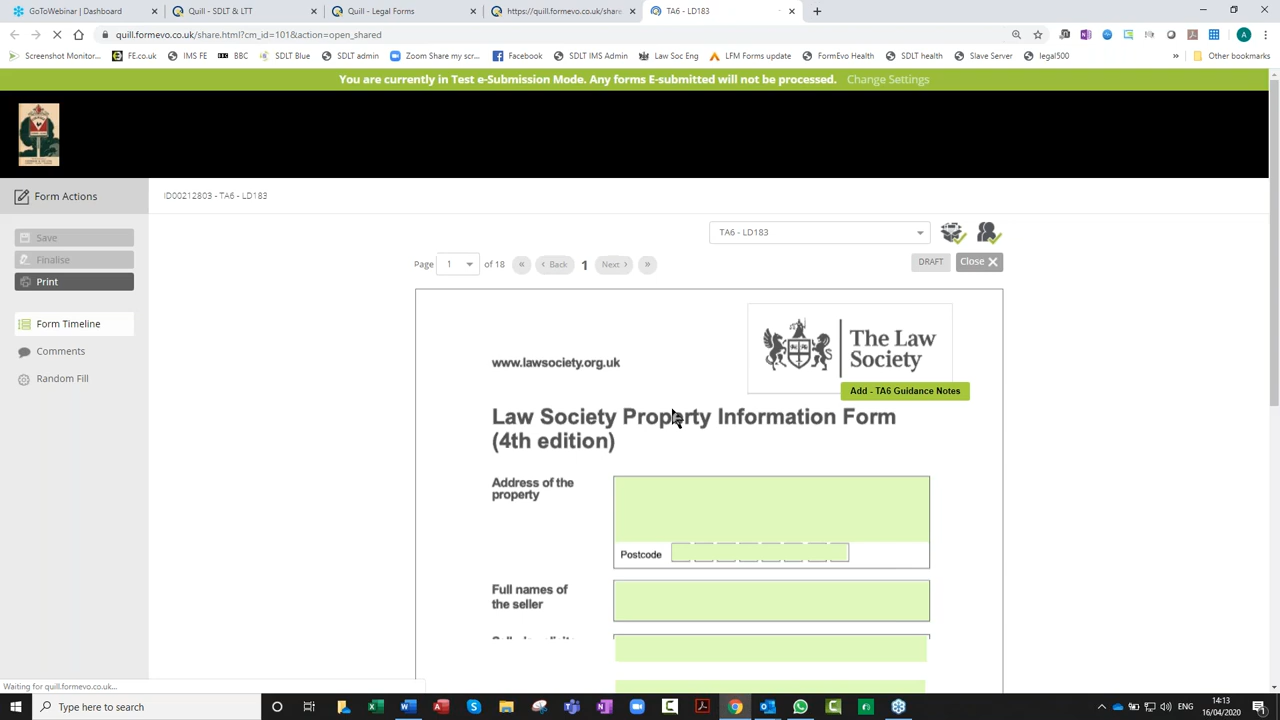 GoToWebinar | Dashboard
Quill - SDLT & LTT
Quill - Legal Forms
https://quill.formevo.co.uk/share
TA6 - LD183
quill.formevo.co.uk/share.html?cm_id=101&action=open_shared
Screenshot Monitor...
FE.co.uk
IMS FE
BBC
SDLT Blue
SDLT admin
Zoom Share my scr...
Facebook
SDLT IMS Admin
Law Soc Eng
LFM Forms update
FormEvo Health
SDLT health
Slave Server
legal500
Other bookmarks
You are currently in Test e-Submission Mode. Any forms E-submitted will not be processed. Change Settings
Form Actions
ID00212803 - TA6 - LD183
Save
Finalise
Print
Form Timeline
Comments
Random Fill
TA6 - LD183
Page 1 of 18 « Back 1 Next »
DRAFT
Close X
The Law
Society
www.lawsociety.org.uk
Add - TA6 Guidance Notes
Law Society Property Information Form
(4th edition)
Address of the
property
Postcode
Full names of
the seller
Waiting for quill.formevo.co.uk...
Type here to search
ENG
14:13
16/04/2020